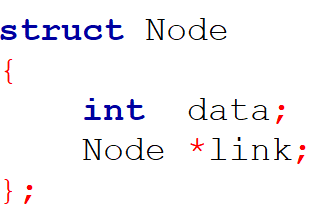 struct Node
{
    int  data;
    Node *link;
};